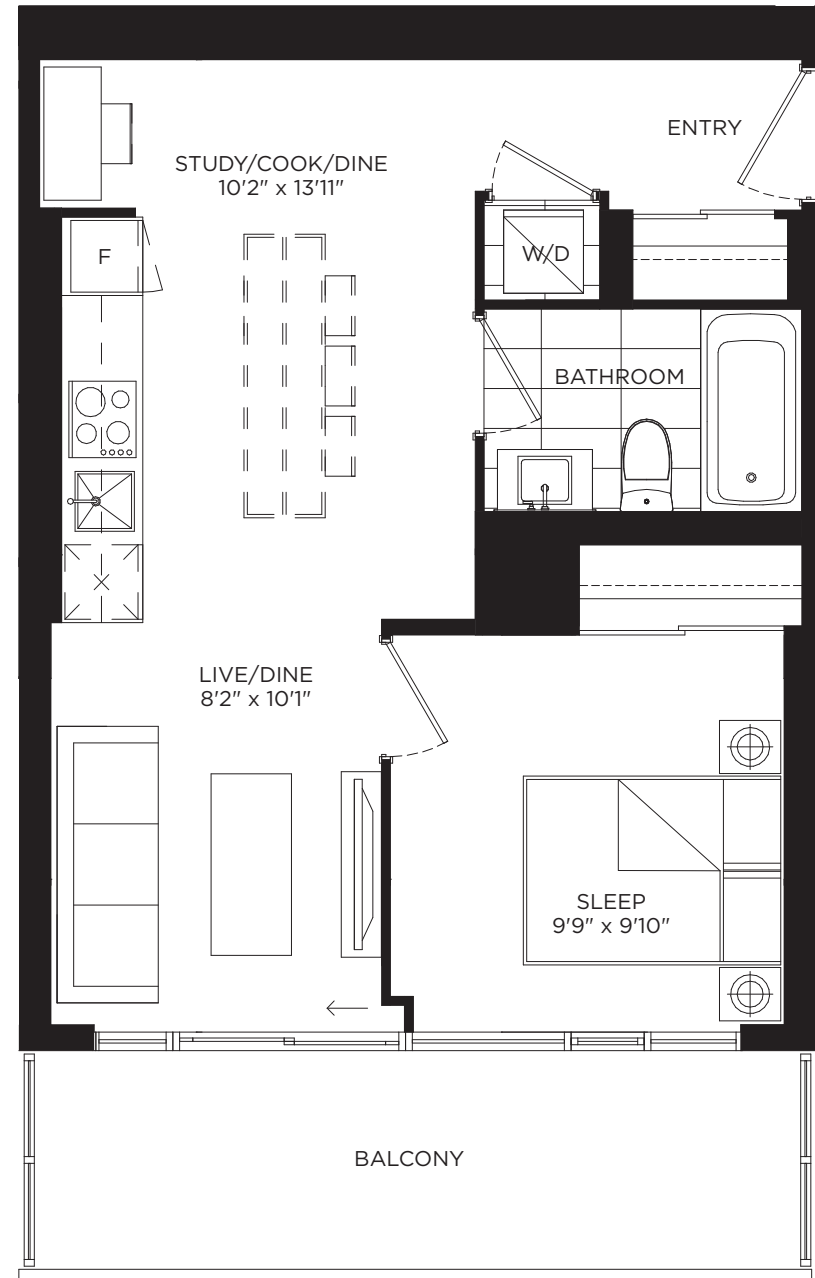 ENTRY
STUDY/COOK/DINE
10'2" x 13'11"
F
W/D
BATHROOM
LIVE/DINE
8'2" x 10'1"
SLEEP
9'9" x 9'10"
BALCONY